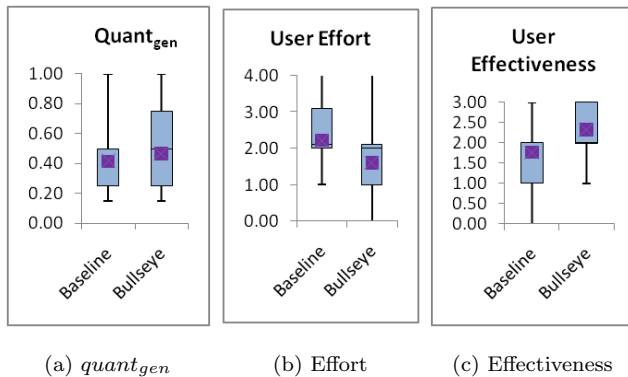 Quant_gen
1.00
0.80
0.60
0.40
0.20
0.00
Baseline
Bullseye
User Effort
4.00
3.00
2.00
1.00
0.00
Baseline
Bullseye
User
Effectiveness
3.00
2.50
2.00
1.50
1.00
0.50
0.00
Baseline
Bullseye
(a) quant_gen
(b) Effort
(c) Effectiveness